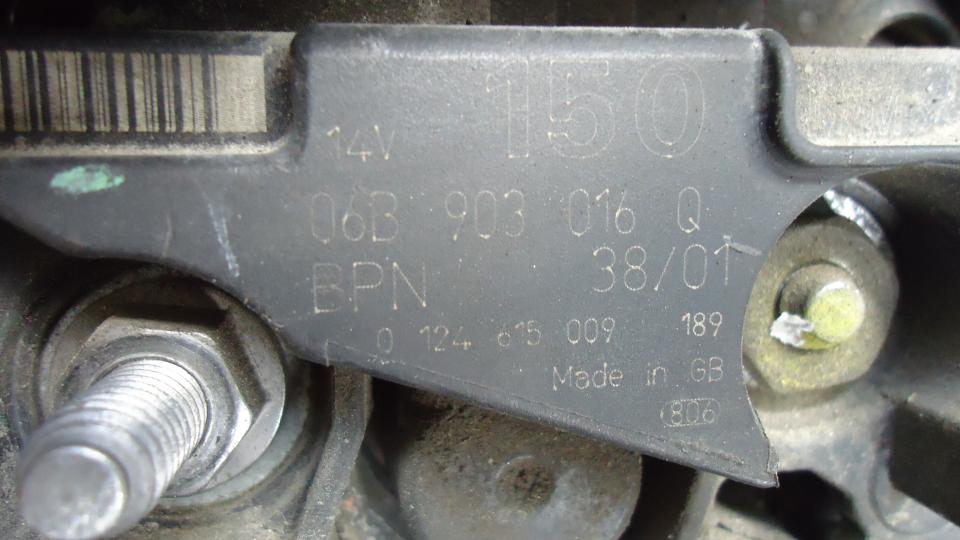 150
14V
06B 903 016 Q
BPN 38/01
0 124 615 009 189
Made in GB
806